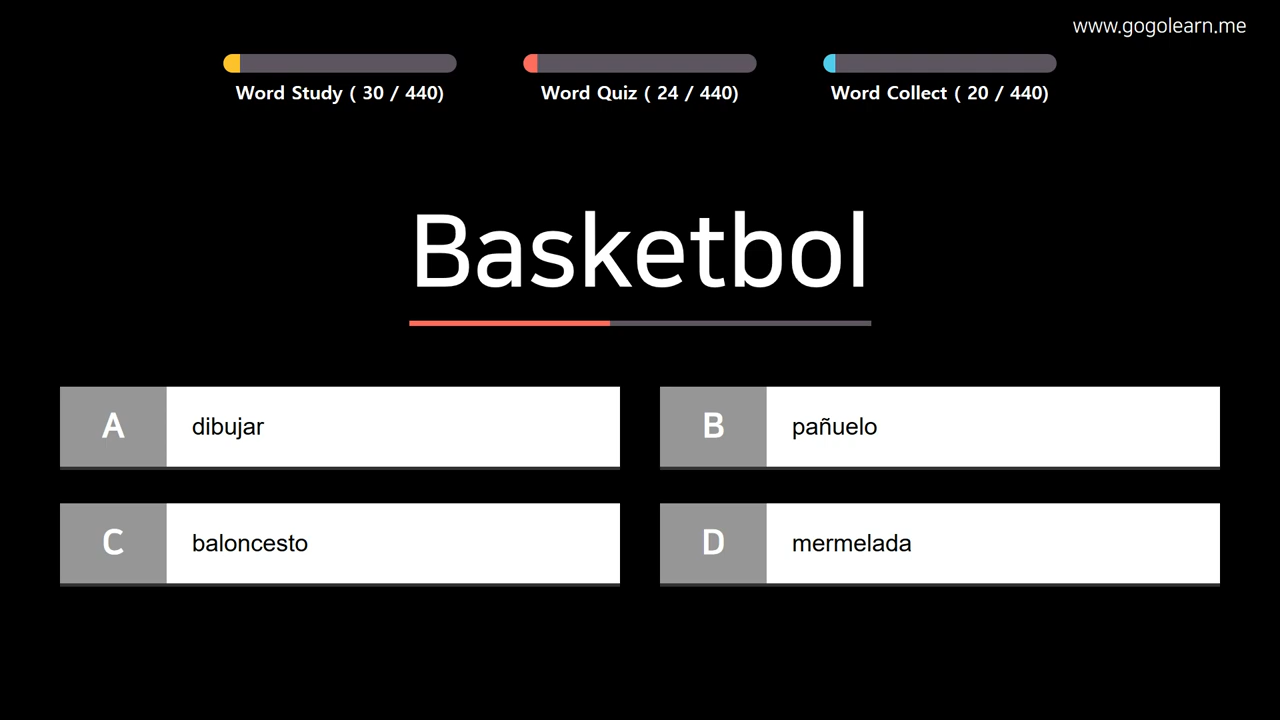 www.gogolearn.me
Word Study ( 30 / 440)
Word Quiz ( 24 / 440)
Word Collect ( 20 / 440)
Basketbol
A dibujar
B pañuelo
C baloncesto
D mermelada